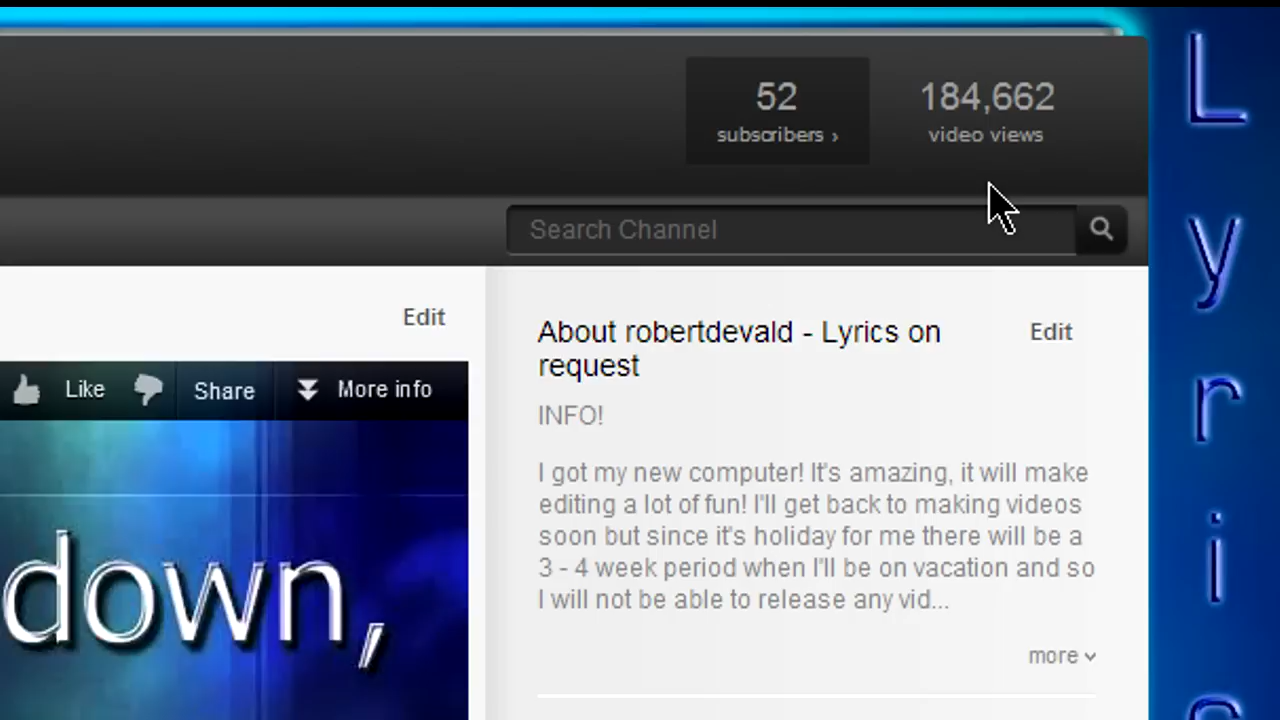 52
subscribers ›
184,662
video views
Search Channel
Edit
Like
Share
More info
down,
About robertdevald - Lyrics on
request
Edit
INFO!
I got my new computer! It's amazing, it will make
editing a lot of fun! I'll get back to making videos
soon but since it's holiday for me there will be a
3 - 4 week period when I'll be on vacation and so
I will not be able to release any vid...
more
L
y
r
i